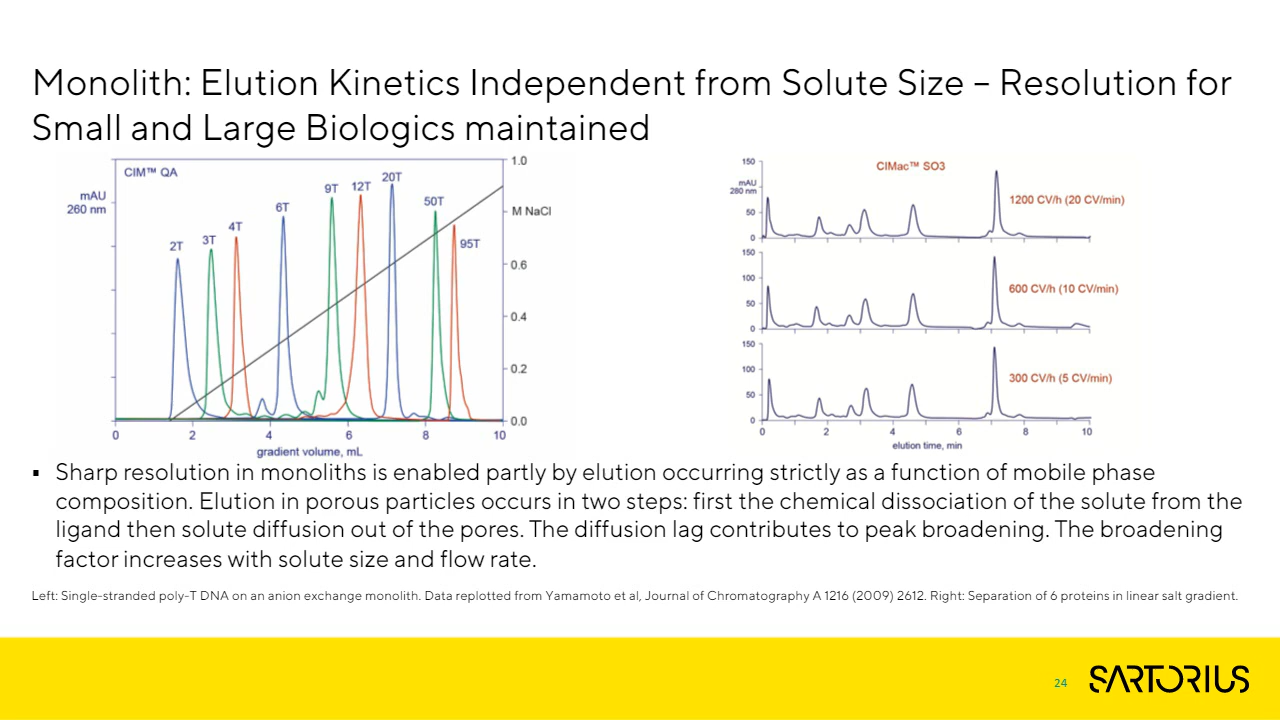 Monolith: Elution Kinetics Independent from Solute Size – Resolution for
Small and Large Biologics maintained
CIM™ QA
mAU
260 nm
2T
3T
4T
6T
9T
12T
20T
50T
95T
1.0
M NaCl
0.6
0.4
0.2
0.0
0 2 4 6 8 10
gradient volume, mL
CIMac™ SO3
150
mAU
280 nm
50
0
1200 CV/h (20 CV/min)
150
100
50
0
600 CV/h (10 CV/min)
150
100
50
0
300 CV/h (5 CV/min)
0 2 4 6 8 10
elution time, min
▪ Sharp resolution in monoliths is enabled partly by elution occurring strictly as a function of mobile phase
composition. Elution in porous particles occurs in two steps: first the chemical dissociation of the solute from the
ligand then solute diffusion out of the pores. The diffusion lag contributes to peak broadening. The broadening
factor increases with solute size and flow rate.
Left: Single-stranded poly-T DNA on an anion exchange monolith. Data replotted from Yamamoto et al, Journal of Chromatography A 1216 (2009) 2612. Right: Separation of 6 proteins in linear salt gradient.
24
SARTORIUS